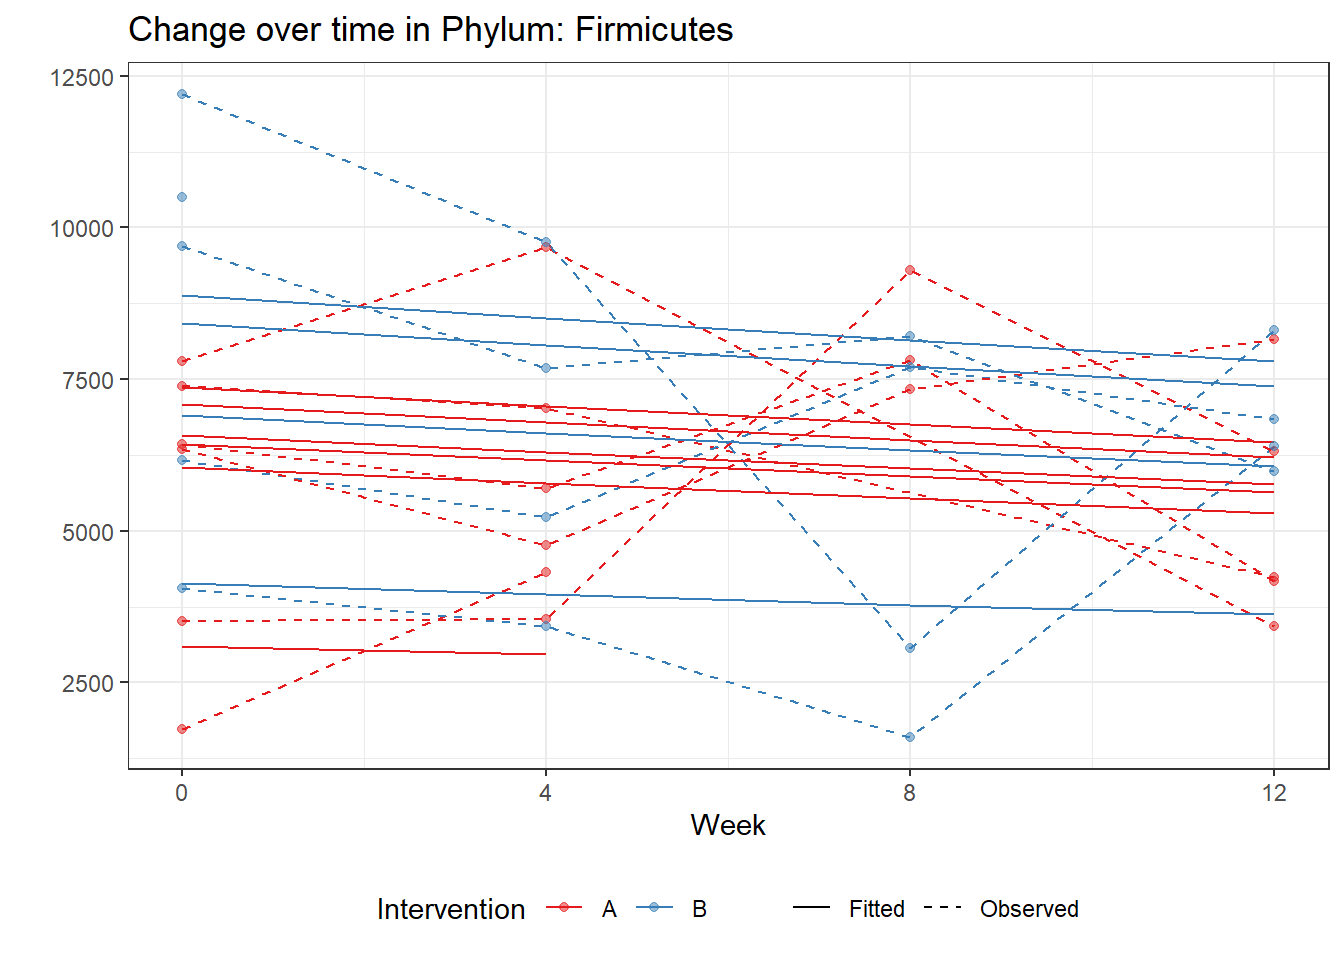 Change over time in Phylum: Firmicutes
12500
10000
7500
5000
2500
0 4 8 12
Week
Intervention A B Fitted Observed